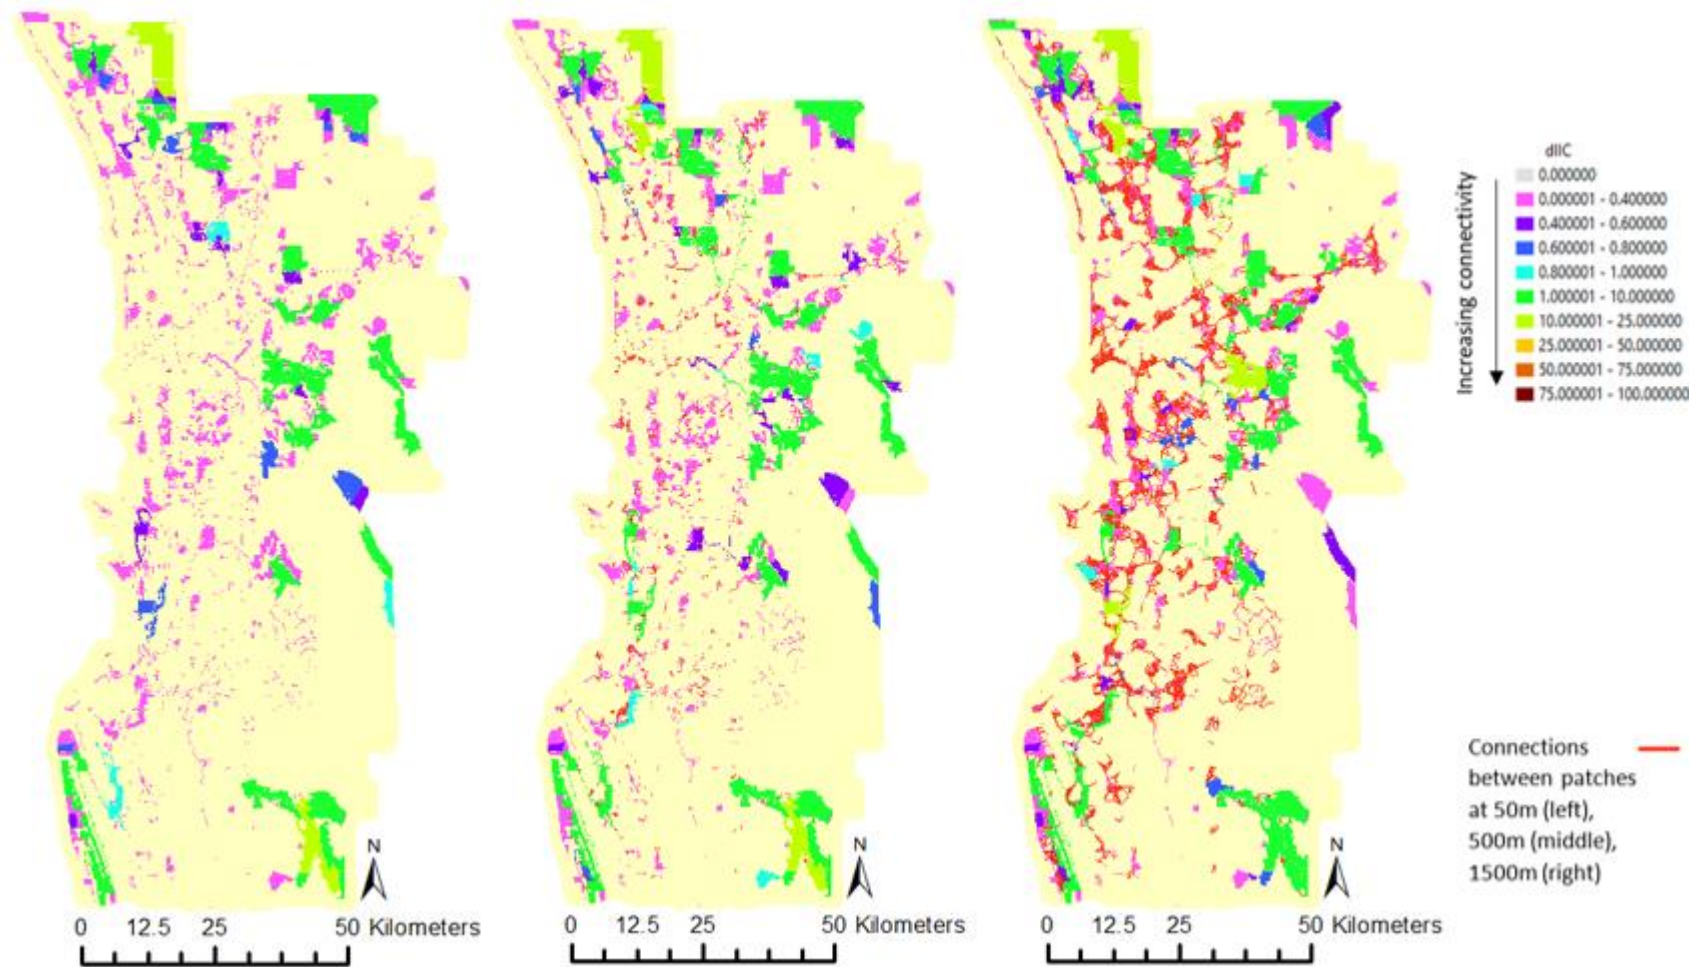 dIIC
0.000000
0.000001 - 0.400000
0.400001 - 0.600000
0.600001 - 0.800000
0.800001 - 1.000000
1.000001 - 10.000000
10.000001 - 25.000000
25.000001 - 50.000000
50.000001 - 75.000000
75.000001 - 100.000000
Increasing connectivity
Connections
between patches
at 50m (left),
500m (middle),
1500m (right)
N
N
N
0 12.5 25 50 Kilometers
0 12.5 25 50 Kilometers
0 12.5 25 50 Kilometers